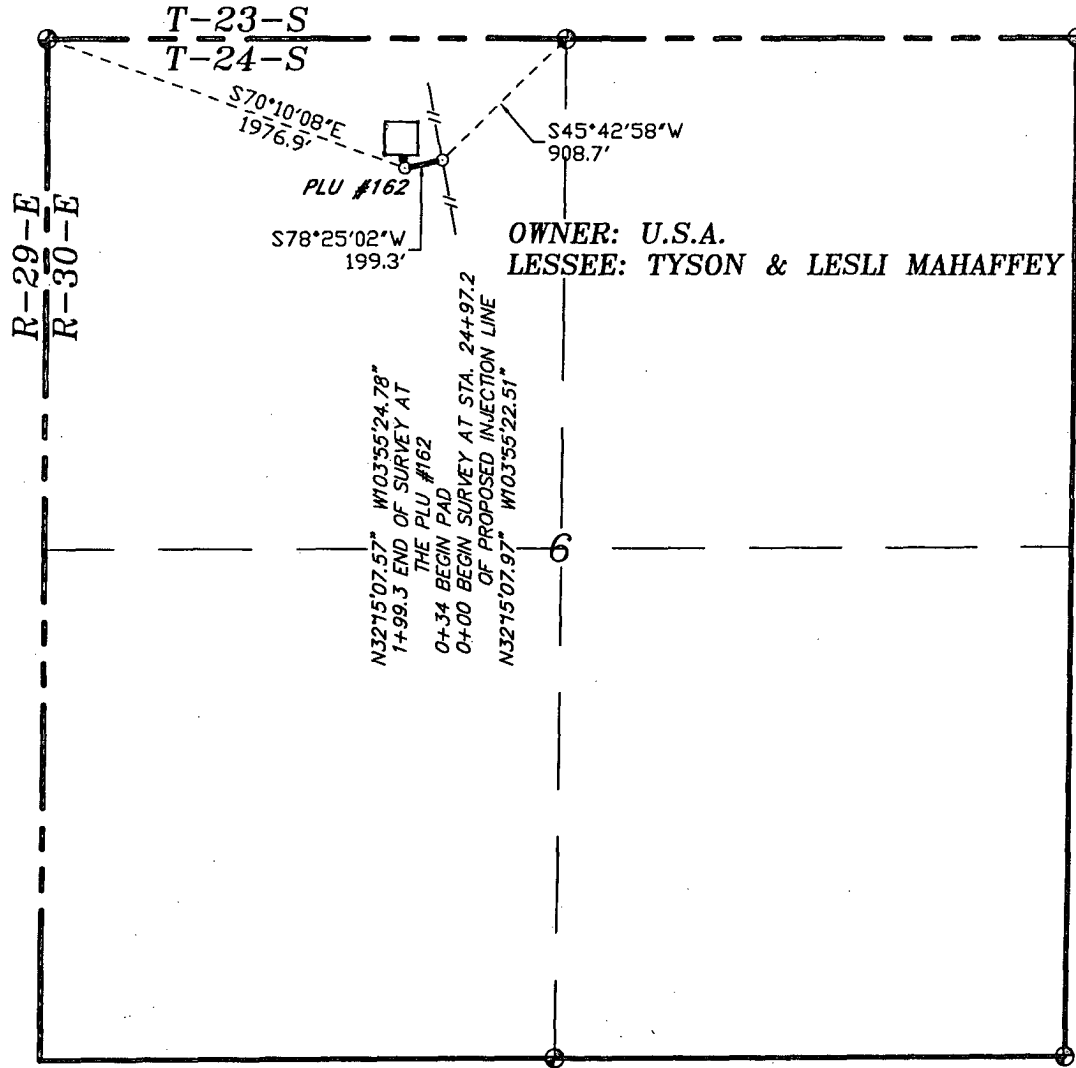 T-23-S
T-24-S
S70°10'08"E
1976.9'
S45°42'58"W
908.7'
PLU #162
S78°25'02"W
199.3'
R-29-E
R-30-E
OWNER: U.S.A.
LESSEE: TYSON & LESLI MAHAFFEY
N32°15'07.57" W103°55'24.78"
1+99.3 END OF SURVEY AT
THE PLU #162
0+34 BEGIN PAD
0+00 BEGIN SURVEY AT STA. 24+97.2
OF PROPOSED INJECTION LINE
N32°15'07.97" W103°55'22.51"
6